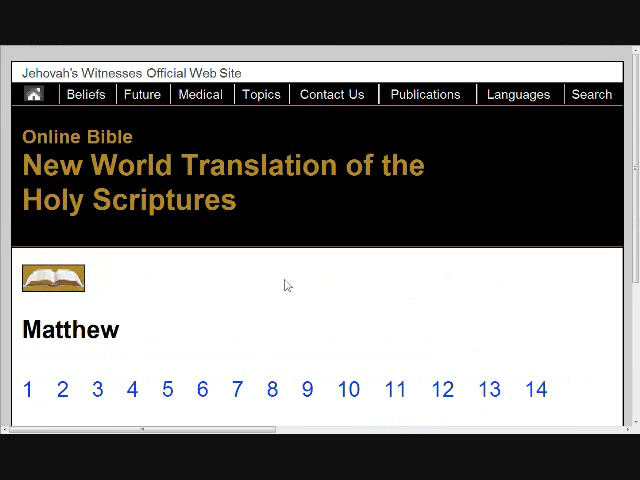 Jehovah's Witnesses Official Web Site
Beliefs Future Medical Topics Contact Us Publications Languages Search
Online Bible
New World Translation of the
Holy Scriptures
Matthew
1 2 3 4 5 6 7 8 9 10 11 12 13 14